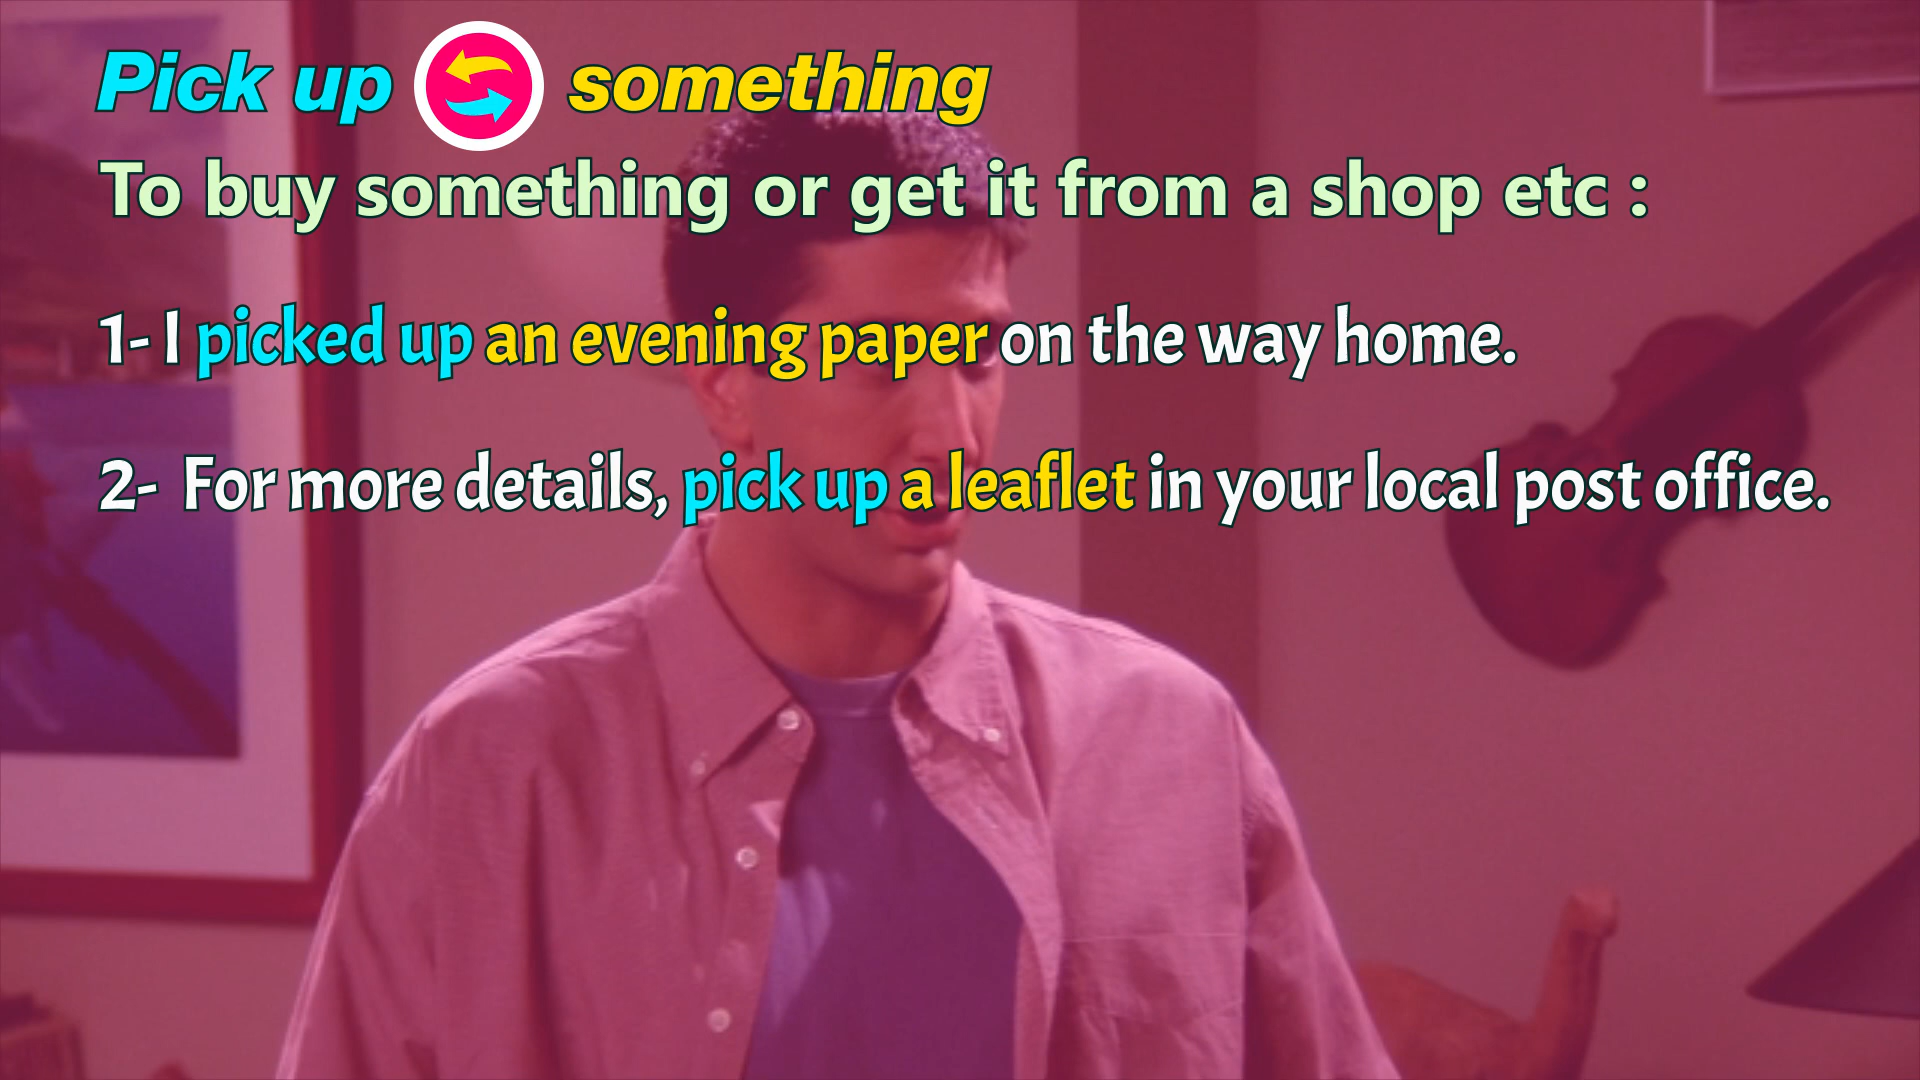 Pick up something
To buy something or get it from a shop etc :
1- I picked up an evening paper on the way home.
2- For more details, pick up a leaflet in your local post office.